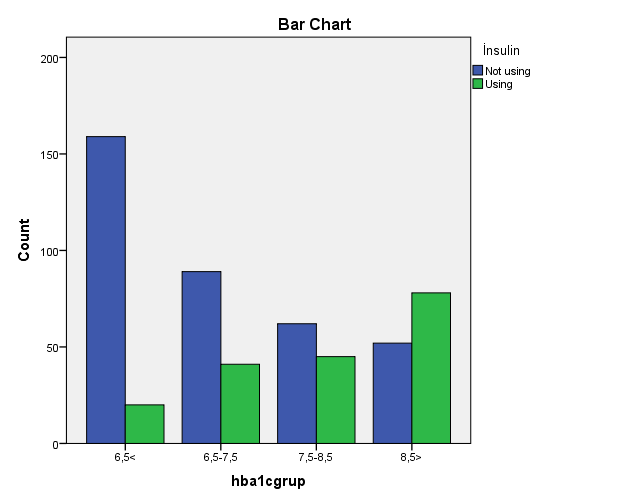 Bar Chart
İnsulin
Not using
Using
200
150
100
50
0
Count
6,5<
6,5-7,5
7,5-8,5
8,5>
hba1cgrup